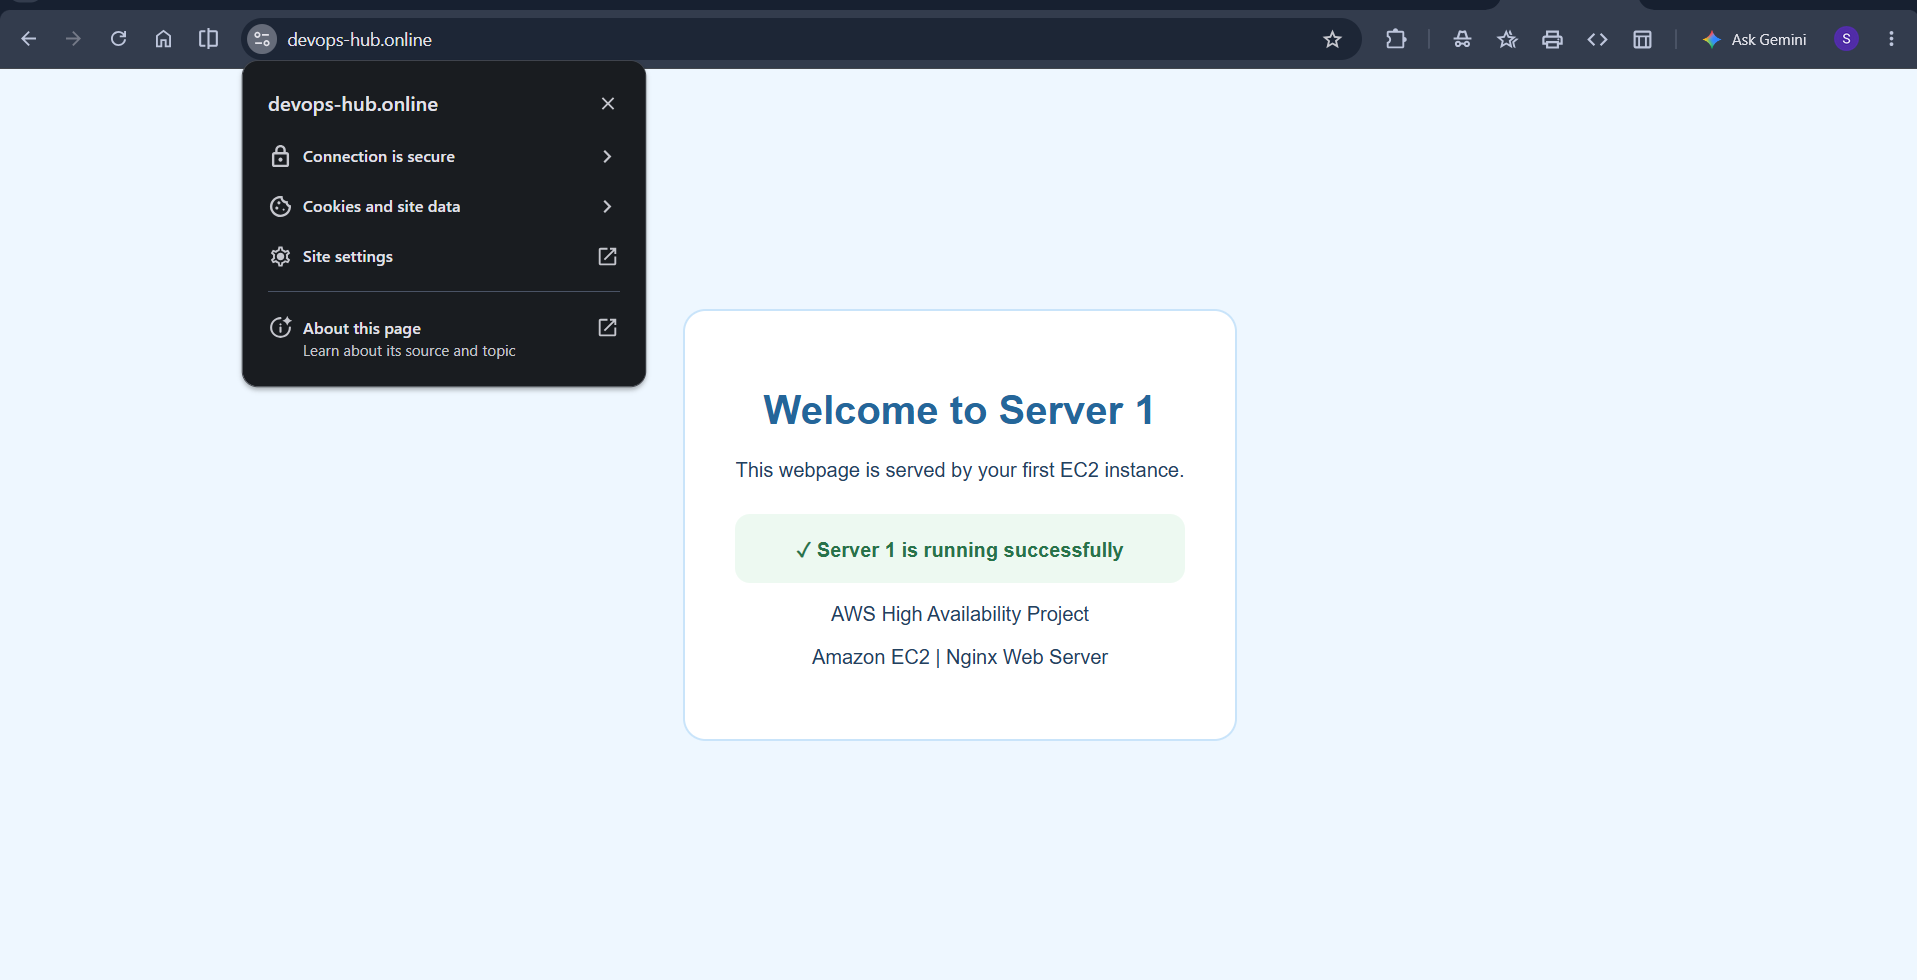 devops-hub.online
Ask Gemini
S
devops-hub.online
Connection is secure
Cookies and site data
Site settings
About this page
Learn about its source and topic
Welcome to Server 1
This webpage is served by your first EC2 instance.
✓ Server 1 is running successfully
AWS High Availability Project
Amazon EC2 | Nginx Web Server